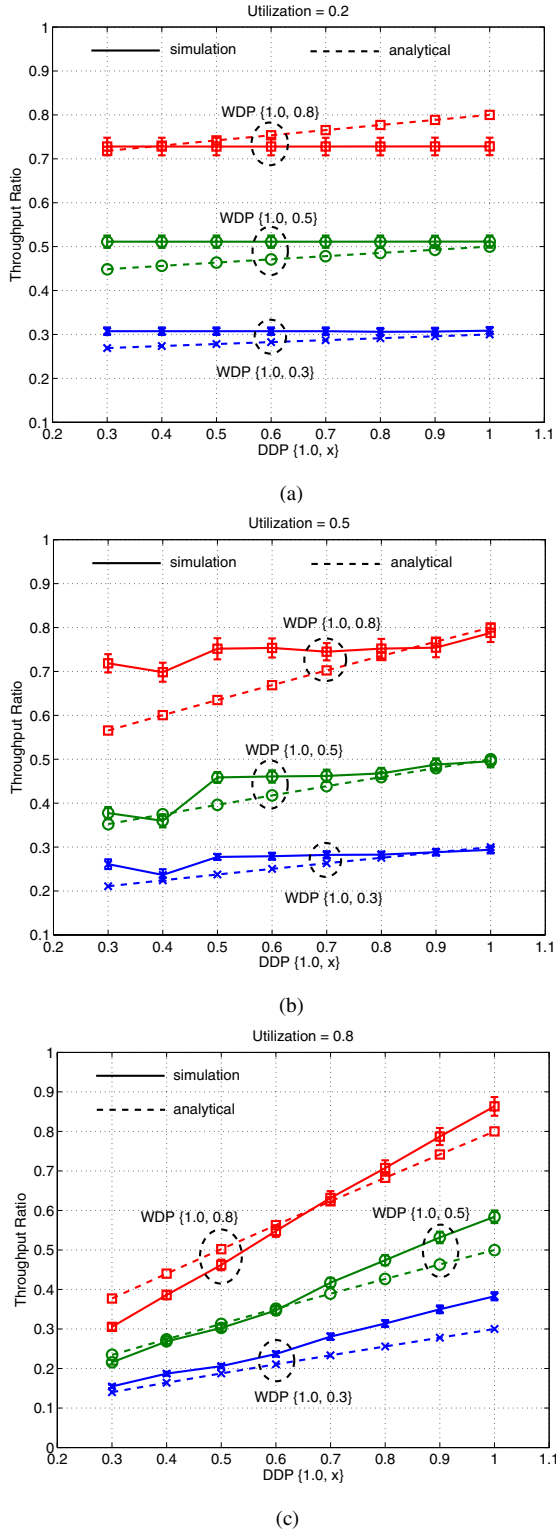 Utilization = 0.2
1
simulation
analytical
0.9
WDP {1.0, 0.8}
0.8
0.7
0.6
WDP {1.0, 0.5}
Throughput Ratio
0.5
0.4
0.3
WDP {1.0, 0.3}
0.2
0.1
0.2 0.3 0.4 0.5 0.6 0.7 0.8 0.9 1 1.1
DDP {1.0, x}
(a)
Utilization = 0.5
1
simulation
analytical
0.9
WDP {1.0, 0.8}
0.8
0.7
0.6
Throughput Ratio
WDP {1.0, 0.5}
0.5
0.4
0.3
WDP {1.0, 0.3}
0.2
0.1
0.2 0.3 0.4 0.5 0.6 0.7 0.8 0.9 1 1.1
DDP {1.0, x}
(b)
Utilization = 0.8
1
simulation
0.9
analytical
0.8
0.7
WDP {1.0, 0.8}
WDP {1.0, 0.5}
0.6
Throughput Ratio
0.5
0.4
0.3
0.2
WDP {1.0, 0.3}
0.1
0
0.2 0.3 0.4 0.5 0.6 0.7 0.8 0.9 1 1.1
DDP {1.0, x}
(c)